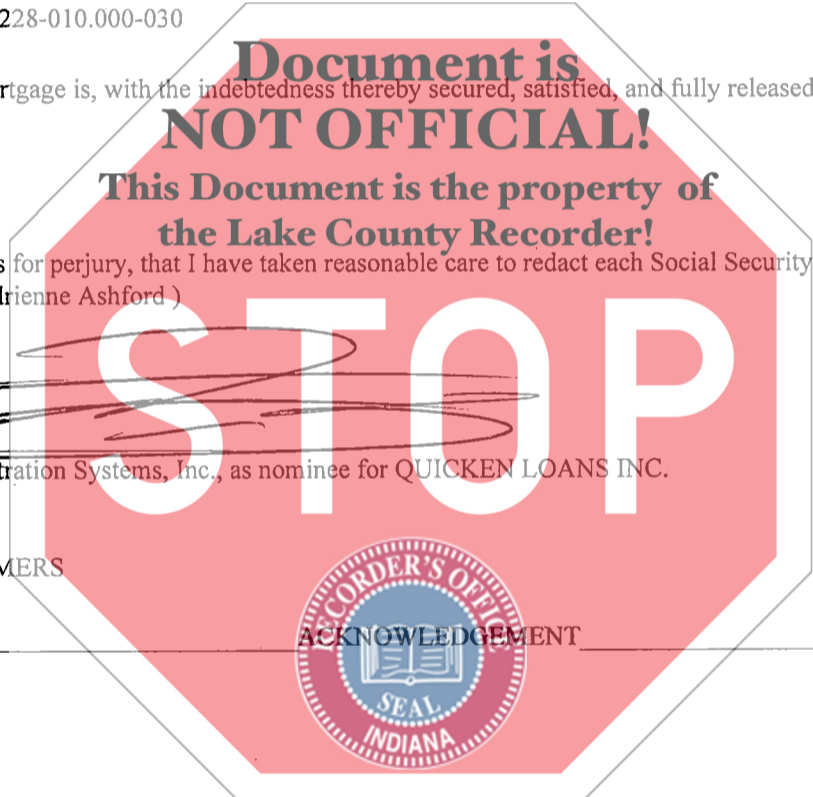 228-010.000-030
Document is
rtgage is, with the indebtedness thereby secured, satisfied, and fully released
NOT OFFICIAL!
This Document is the property of
the Lake County Recorder!
s for perjury, that I have taken reasonable care to redact each Social Security
drienne Ashford )
STOP
tration Systems, Inc., as nominee for QUICKEN LOANS INC.
MERS
RECORDER'S OFFICE
ACKNOWLEDGEMENT
SEAL
INDIANA